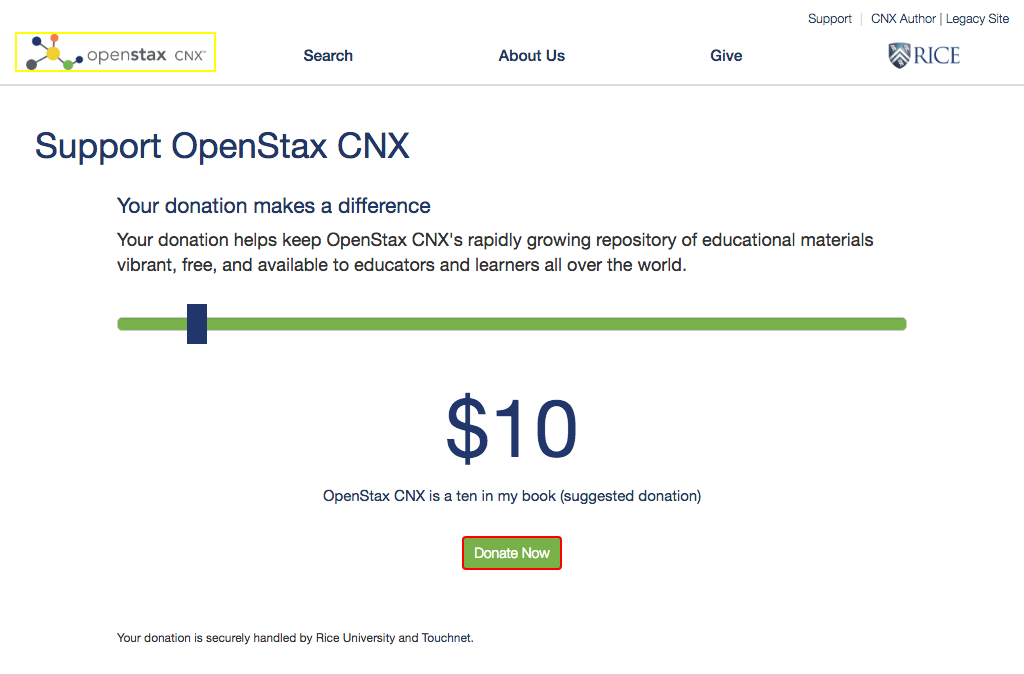 Support | CNX Author | Legacy Site
openstax CNX™
Search
About Us
Give
RICE
Support OpenStax CNX
Your donation makes a difference
Your donation helps keep OpenStax CNX's rapidly growing repository of educational materials
vibrant, free, and available to educators and learners all over the world.
$10
OpenStax CNX is a ten in my book (suggested donation)
Donate Now
Your donation is securely handled by Rice University and Touchnet.